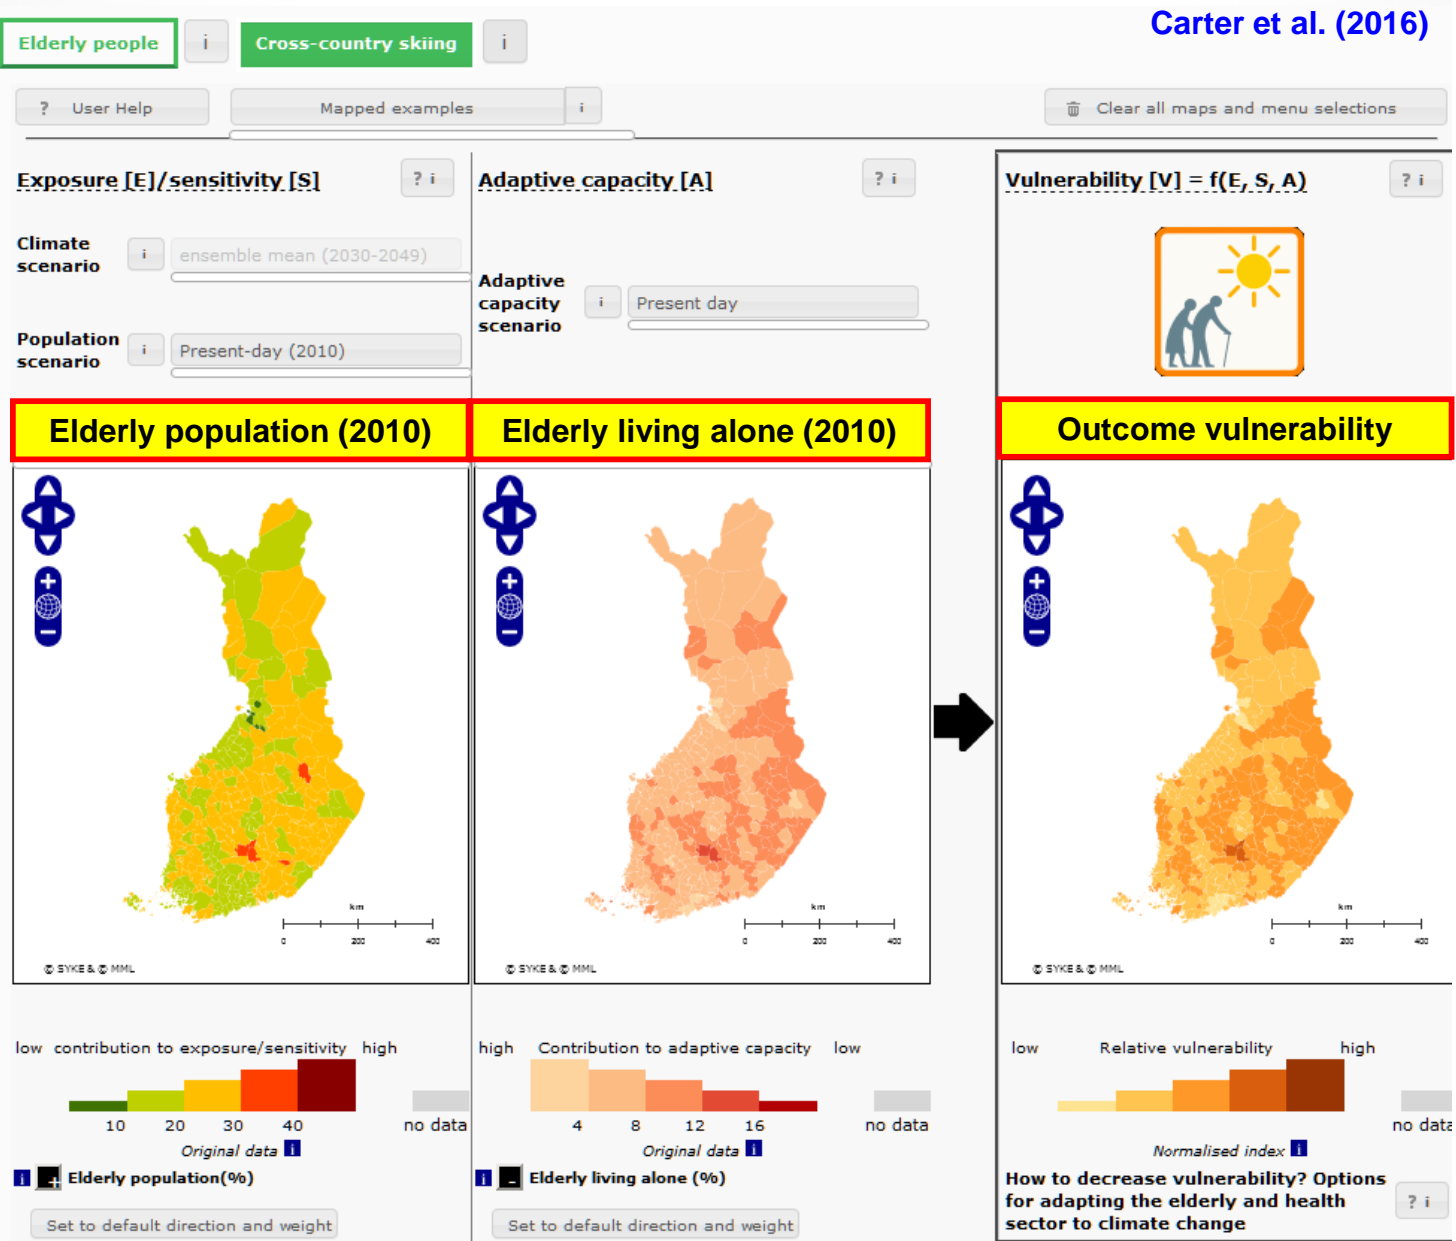 Carter et al. (2016)
Elderly people
i
Cross-country skiing
i
? User Help
Mapped examples
i
Clear all maps and menu selections
Exposure [E]/sensitivity [S]
? i
Climate
scenario
i
ensemble mean (2030-2049)
Population
scenario
i
Present-day (2010)
Adaptive capacity [A]
? i
Adaptive
capacity
scenario
i
Present day
Vulnerability [V] = f(E, S, A)
? i
Elderly population (2010)
Elderly living alone (2010)
Outcome vulnerability
km
0 200 400
© SYKE & © MML
km
0 200 400
© SYKE & © MML
km
0 200 400
© SYKE & © MML
low contribution to exposure/sensitivity high
10 20 30 40
no data
Original data i
i + Elderly population(%)
Set to default direction and weight
high Contribution to adaptive capacity low
4 8 12 16
no data
Original data i
i - Elderly living alone (%)
Set to default direction and weight
low Relative vulnerability high
no data
Normalised index i
How to decrease vulnerability? Options
for adapting the elderly and health
sector to climate change
? i